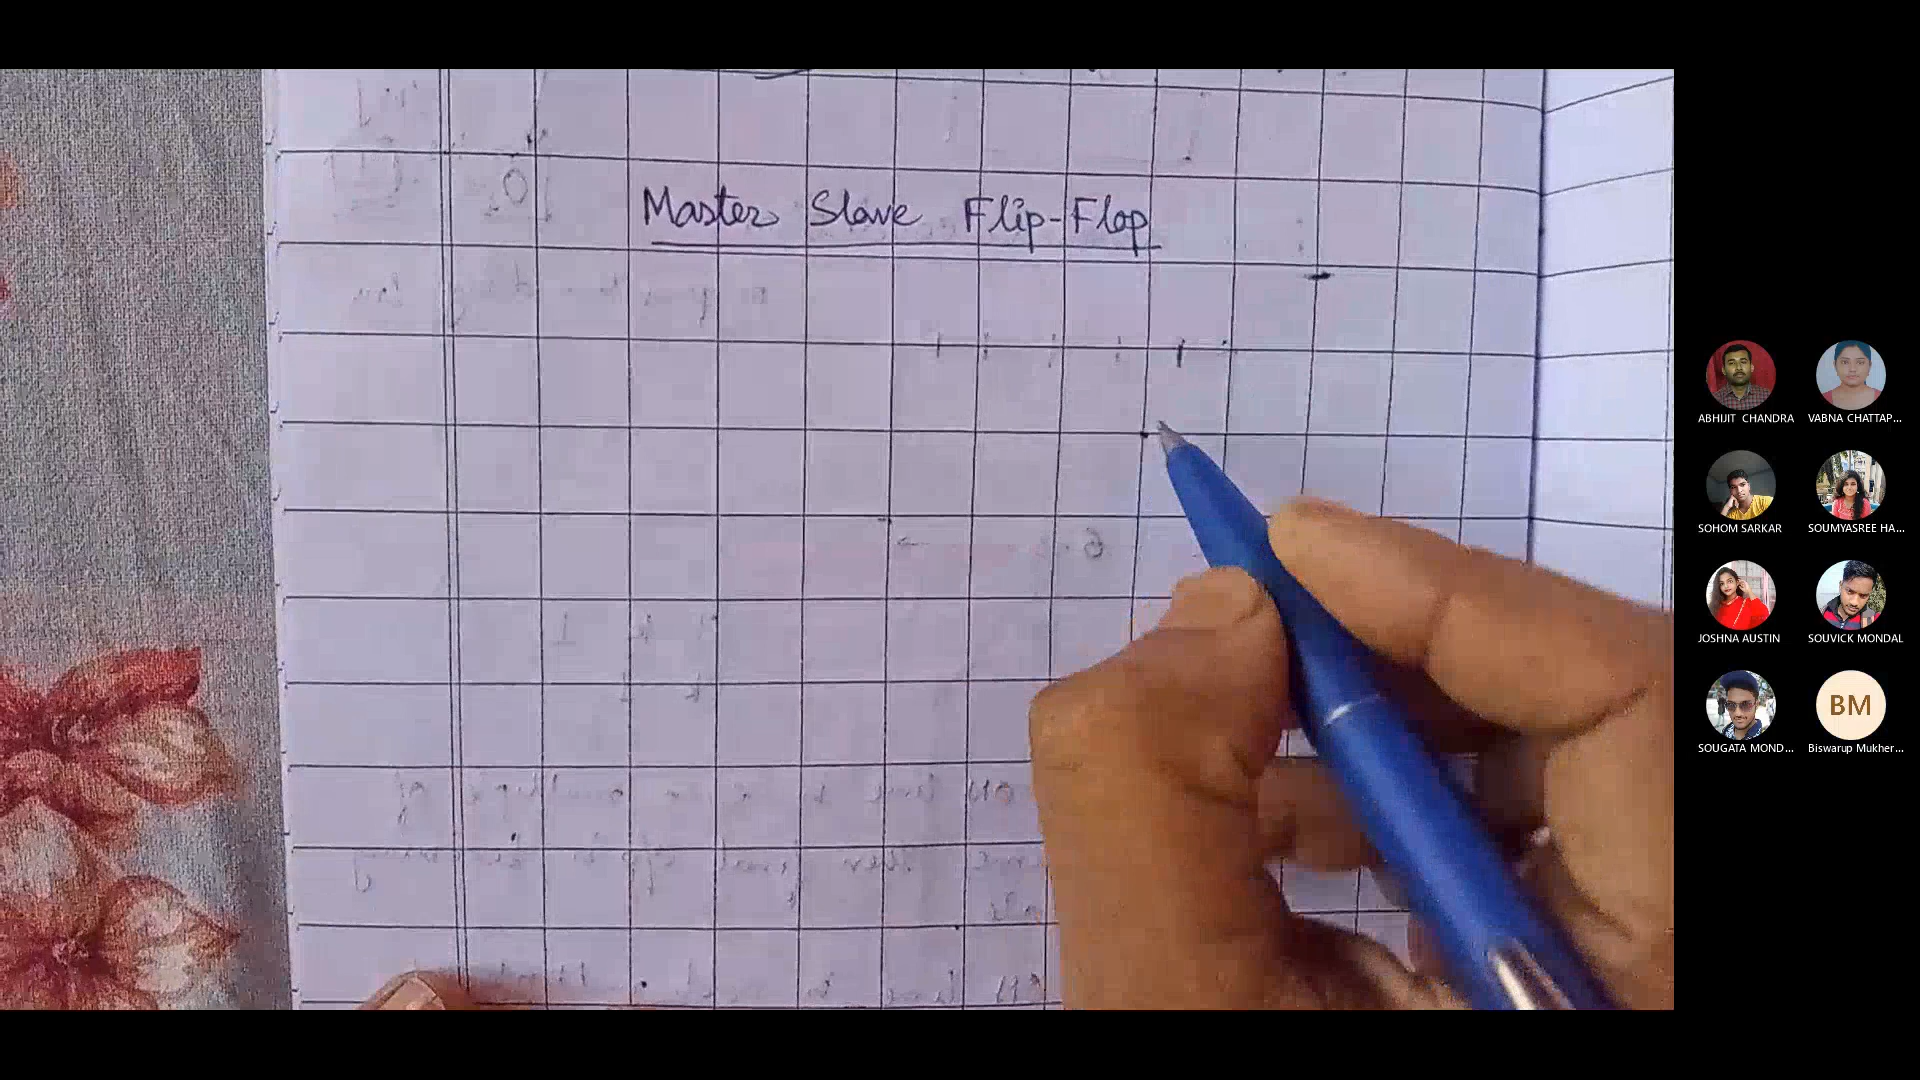 Master Slave Flip-Flop
ABHIJIT CHANDRA
VABNA CHATTAP...
SOHOM SARKAR
SOUMYASREE HA...
JOSHNA AUSTIN
SOUVICK MONDAL
BM
SOUGATA MOND...
Biswarup Mukher...